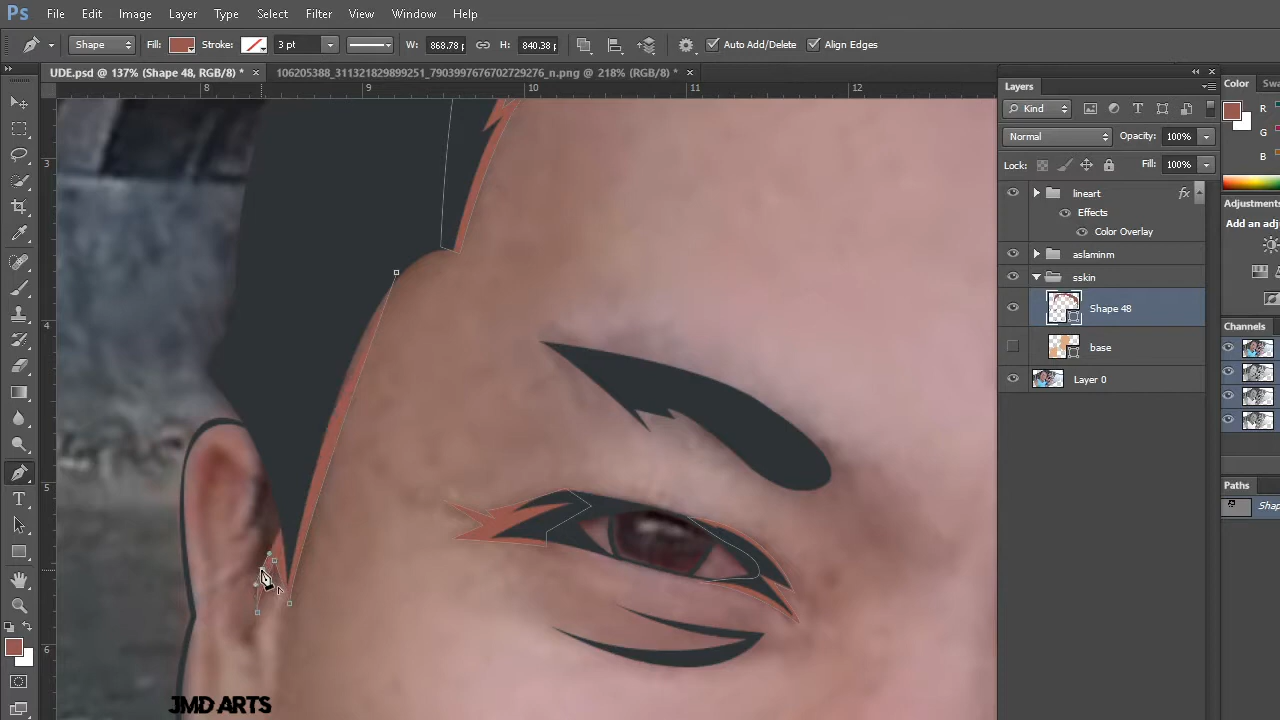 Ps File Edit Image Layer Type Select Filter View Window Help
Shape Fill: Stroke: 3 pt W: 868.78 H: 840.38 Auto Add/Delete Align Edges
UDE.psd @ 137% (Shape 48, RGB/8) * × 106205388_311321829899251_7903997676702729276_n.png @ 218% (RGB/8) * ×
8 9 10 11 12
3
4
5
6
Layers
Kind
Normal Opacity: 100%
Lock: Fill: 100%
lineart fx
Effects
Color Overlay
aslaminm
sskin
Shape 48
base
Layer 0
Color
R
G
B
Adjustments
Add an
Channels
Paths
JMD ARTS